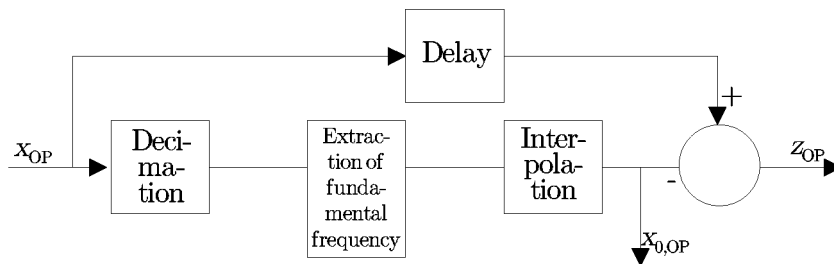 Delay
+
x_OP
Deci-
ma-
tion
Extrac-
tion of
funda-
mental
frequency
Inter-
pola-
tion
-
z_OP
x_0,OP